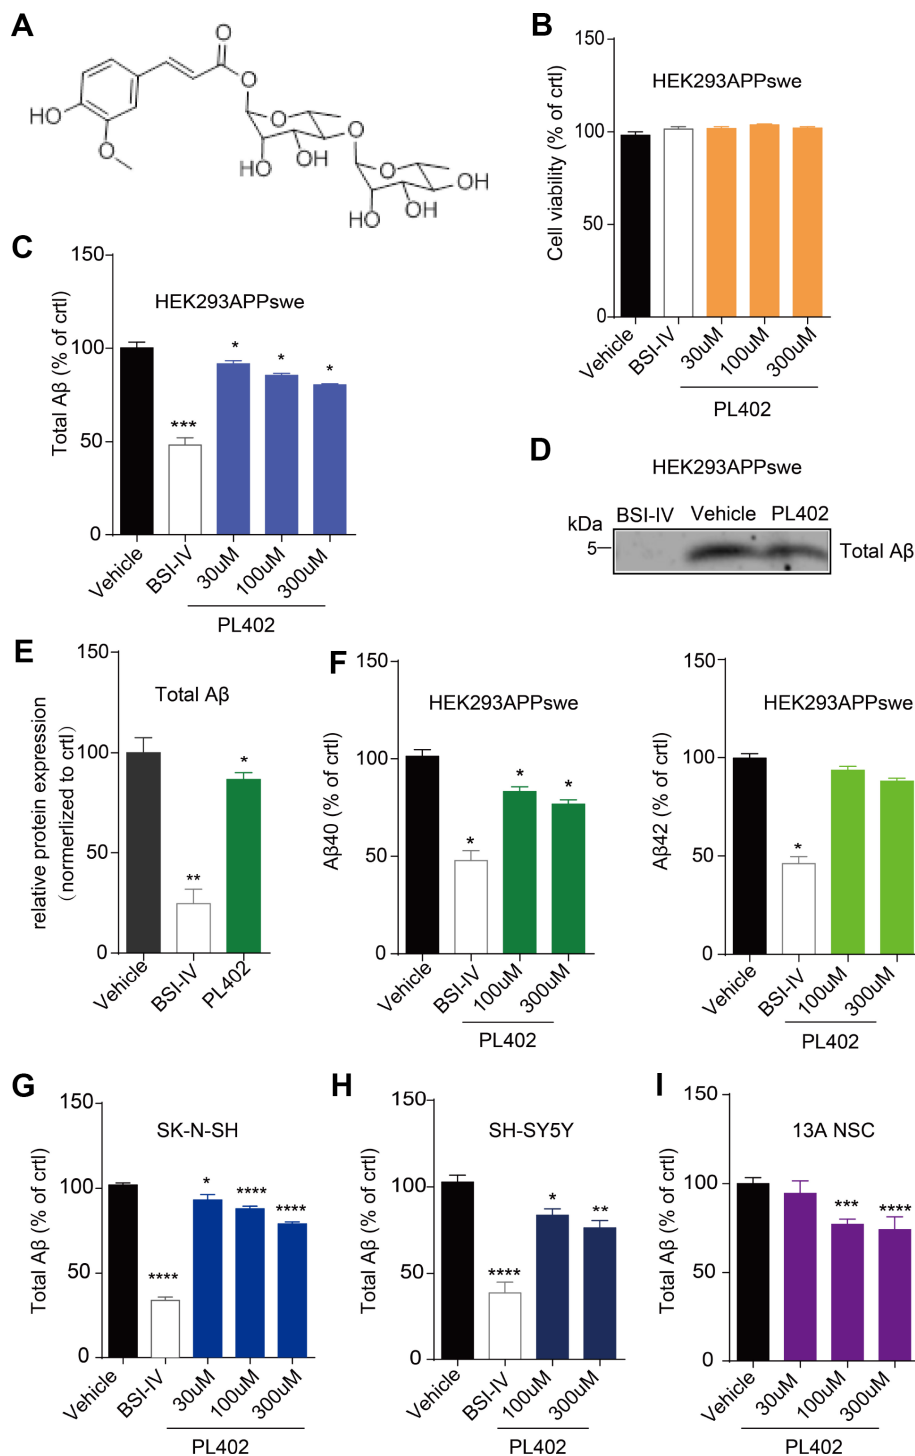 A
O
O
HO
O
O
O
HO
OH
O
OH
HO
OH
B
HEK293APPswe
Cell viability (% of crtl)
150
100
50
0
Vehicle
BSI-IV
30uM
100uM
300uM
PL402
C
HEK293APPswe
Total Aβ (% of crtl)
150
100
50
0
*** * * *
Vehicle
BSI-IV
30uM
100uM
300uM
PL402
D
HEK293APPswe
kDa BSI-IV Vehicle PL402
5
Total Aβ
E
Total Aβ
relative protein expression
( normerlized to crtl)
150
100
50
0
** *
Vehicle
BSI-IV
PL402
F
HEK293APPswe
Aβ40 (% of crtl)
150
100
50
0
* * *
Vehicle
BSI-IV
100uM
300uM
PL402
HEK293APPswe
Aβ42 (% of crtl)
150
100
50
0
*
Vehicle
BSI-IV
100uM
300uM
PL402
G
SK-N-SH
Total Aβ (% of crtl)
150
100
50
0
**** * **** ****
Vehicle
BSI-IV
30uM
100uM
300uM
PL402
H
SH-SY5Y
Total Aβ (% of crtl)
150
100
50
0
**** * **
Vehicle
BSI-IV
100uM
300uM
PL402
I
13A NSC
Total Aβ (% of crtl)
150
100
50
0
*** ****
Vehicle
30uM
100uM
300uM
PL402